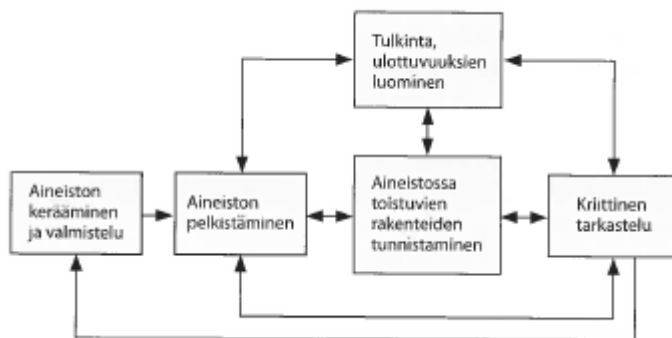 Tulkinta,
ulottuvuuksien
luominen
Aineiston
kerääminen
ja valmistelu
Aineiston
pelkistäminen
Aineistossa
toistuvien
rakenteiden
tunnistaminen
Kriittinen
tarkastelu